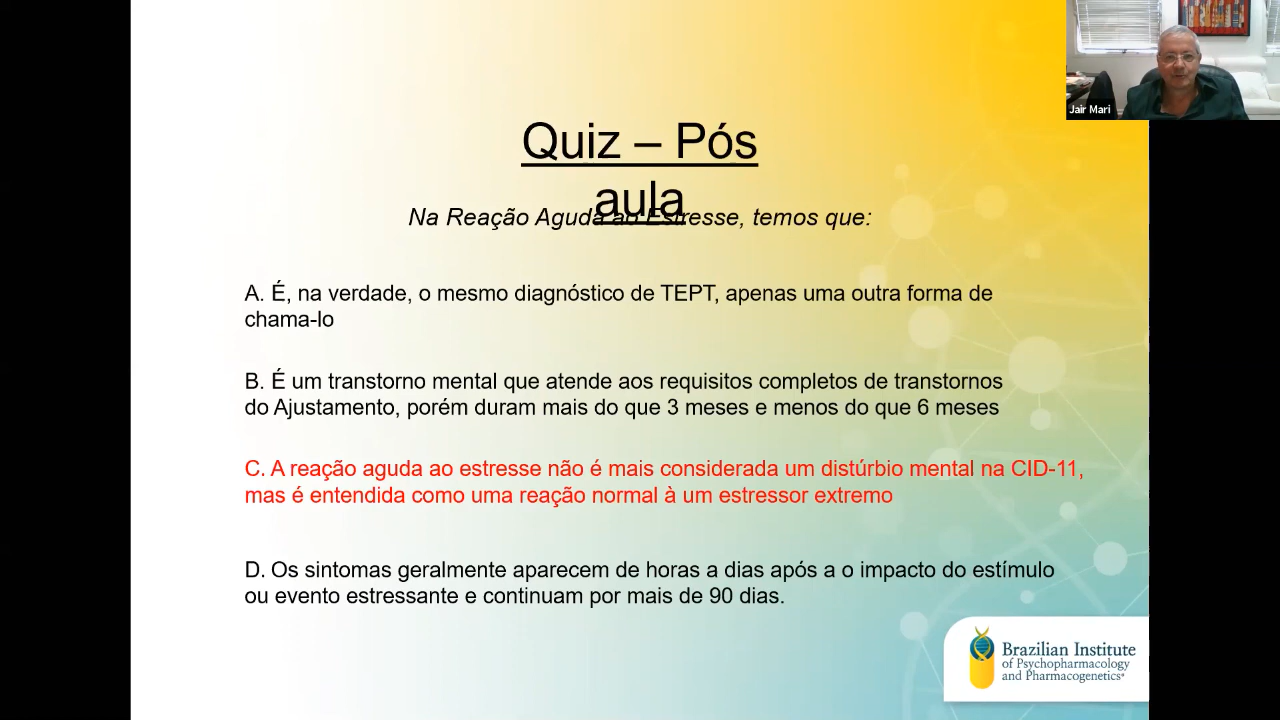 Jair Mari
Quiz – Pós
aula
Na Reação Aguda ao Estresse, temos que:
A. É, na verdade, o mesmo diagnóstico de TEPT, apenas uma outra forma de
chama-lo
B. É um transtorno mental que atende aos requisitos completos de transtornos
do Ajustamento, porém duram mais do que 3 meses e menos do que 6 meses
C. A reação aguda ao estresse não é mais considerada um distúrbio mental na CID-11,
mas é entendida como uma reação normal à um estressor extremo
D. Os sintomas geralmente aparecem de horas a dias após a o impacto do estímulo
ou evento estressante e continuam por mais de 90 dias.
Brazilian Institute
of Psychopharmacology
and Pharmacogenetics